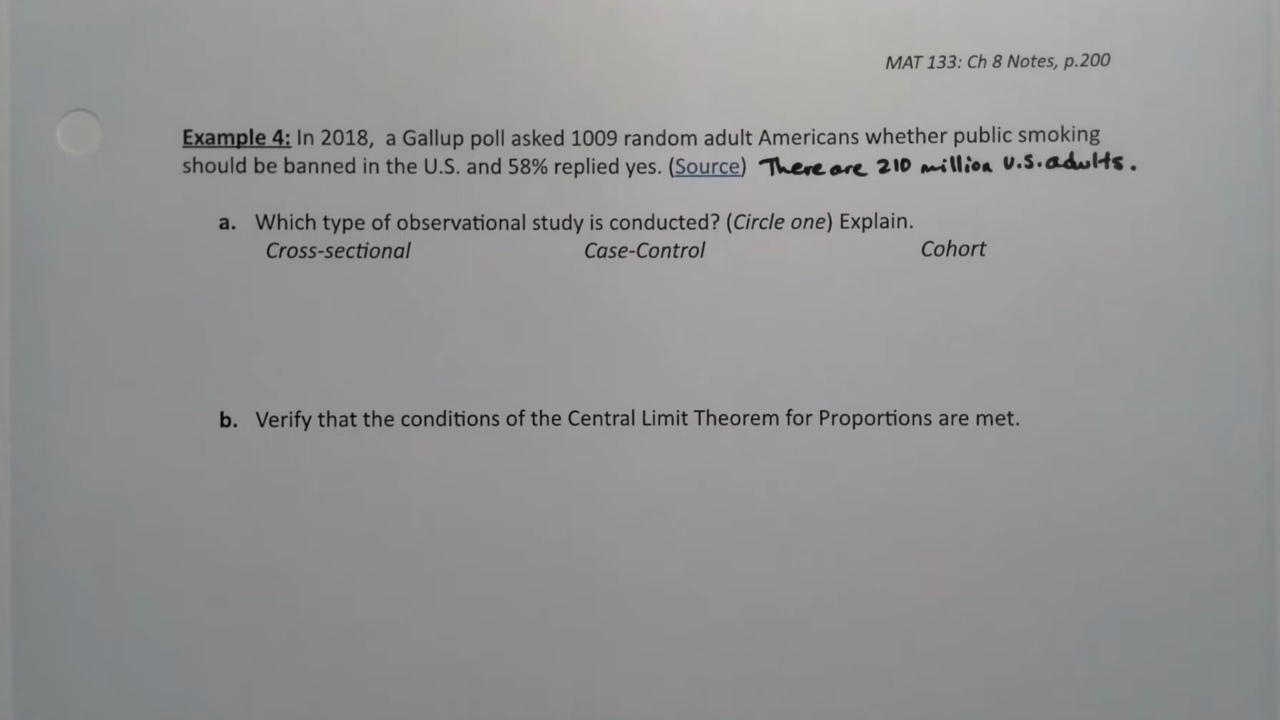 MAT 133: Ch 8 Notes, p.200
Example 4: In 2018, a Gallup poll asked 1009 random adult Americans whether public smoking
should be banned in the U.S. and 58% replied yes. (Source) There are 210 million U.S. adults.
a. Which type of observational study is conducted? (Circle one) Explain.
Cross-sectional Case-Control Cohort
b. Verify that the conditions of the Central Limit Theorem for Proportions are met.